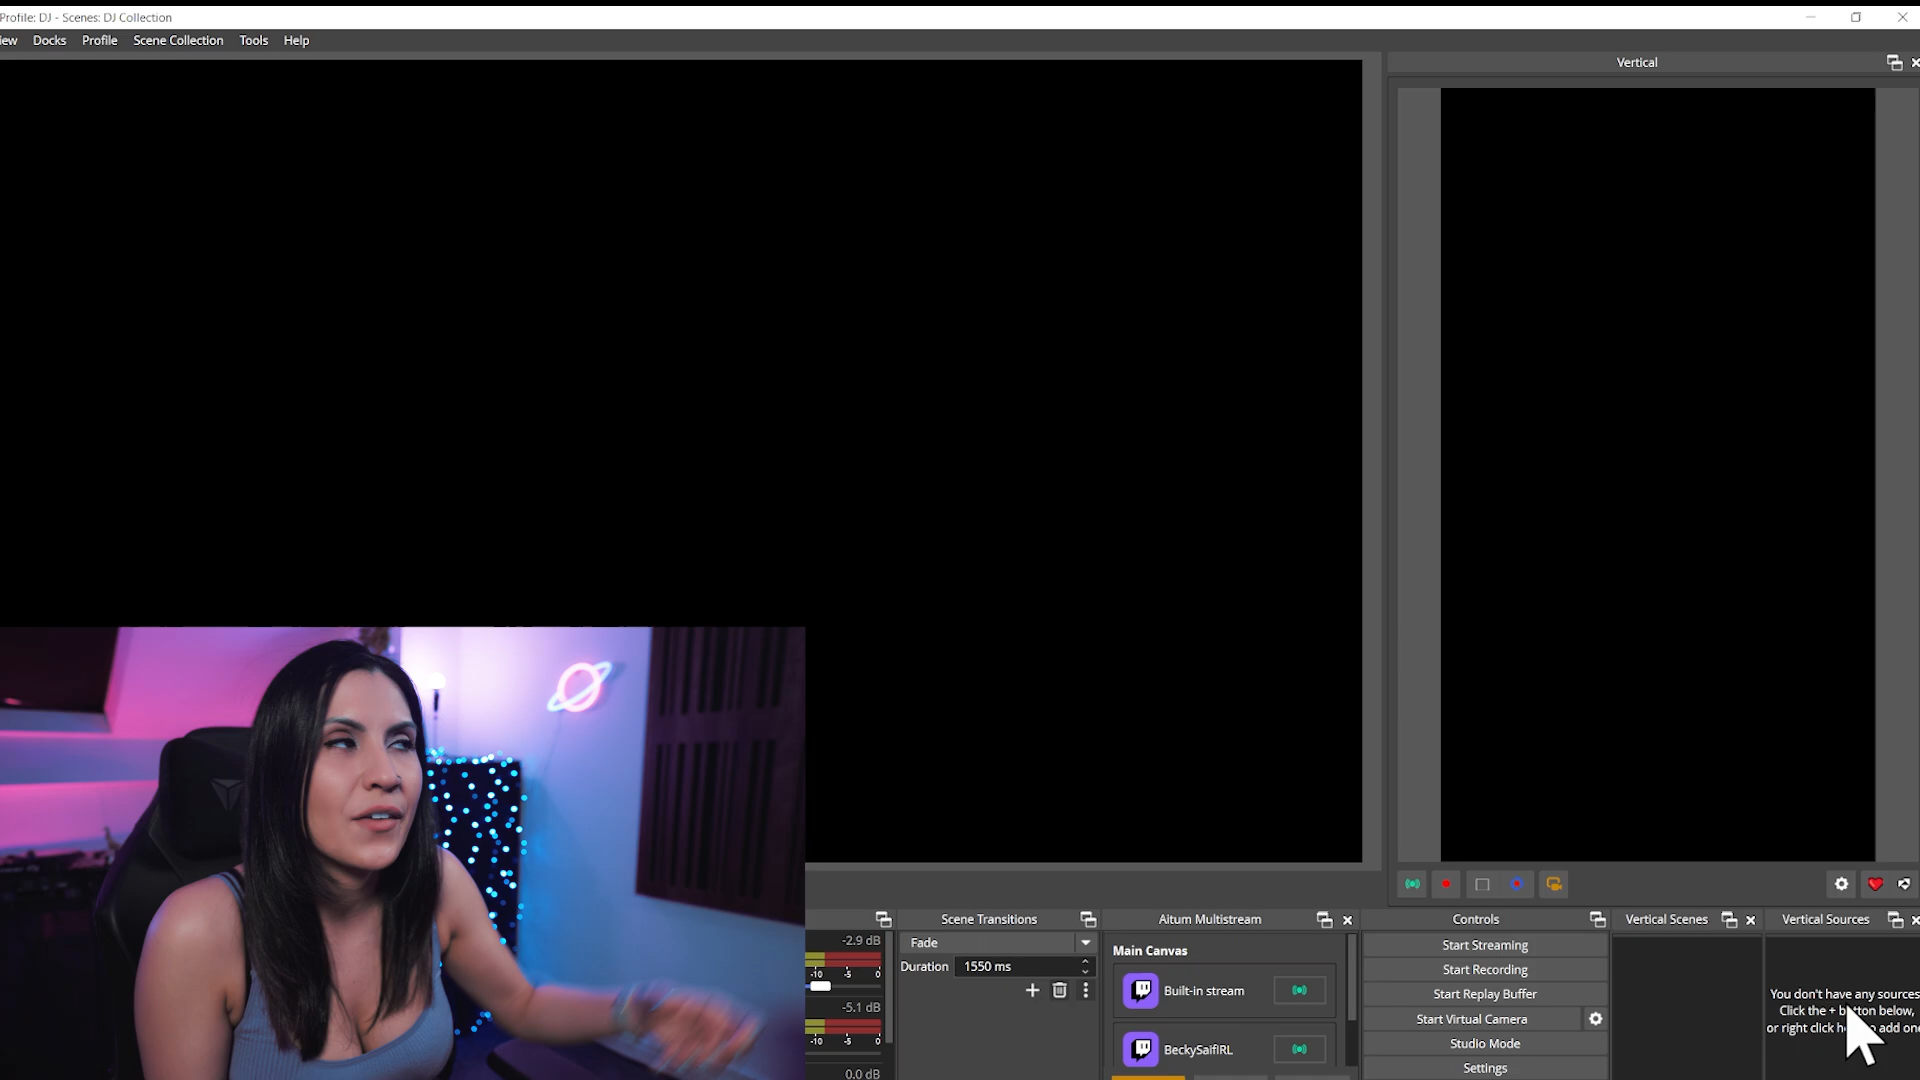 Profile: DJ - Scenes: DJ Collection
Docks Profile Scene Collection Tools Help
Vertical
Scene Transitions
Aitum Multistream
Controls
Vertical Scenes
Vertical Sources
-2.9 dB
-10 -5 0
-5.1 dB
-10 -5 0
0.0 dB
Fade
Duration 1550 ms
Main Canvas
Built-in stream
BeckySaifIRL
Start Streaming
Start Recording
Start Replay Buffer
Start Virtual Camera
Studio Mode
Settings
You don't have any sources
Click the + button below,
or right click
add one